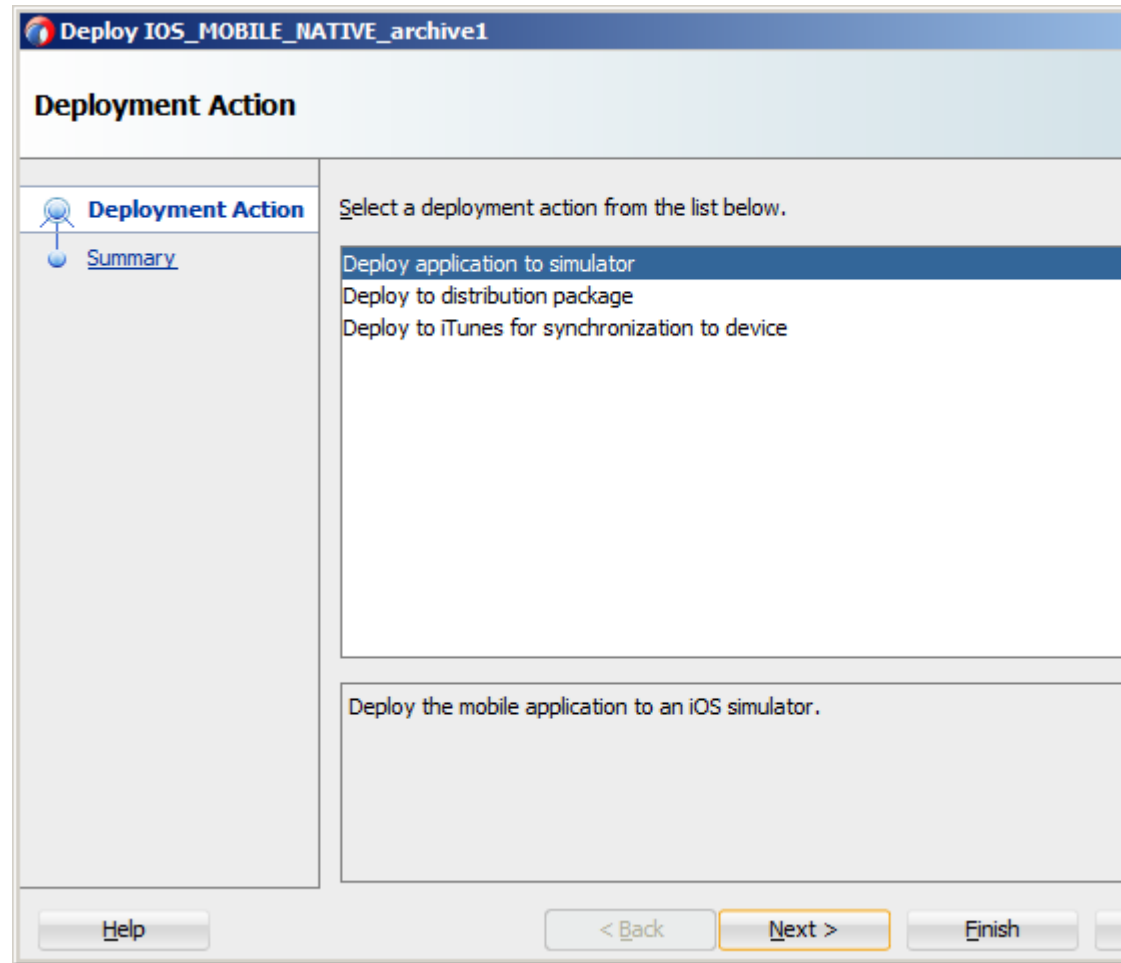 Deploy IOS_MOBILE_NATIVE_archive1
Deployment Action
Deployment Action
Summary
Select a deployment action from the list below.
Deploy application to simulator
Deploy to distribution package
Deploy to iTunes for synchronization to device
Deploy the mobile application to an iOS simulator.
Help
< Back
Next >
Finish